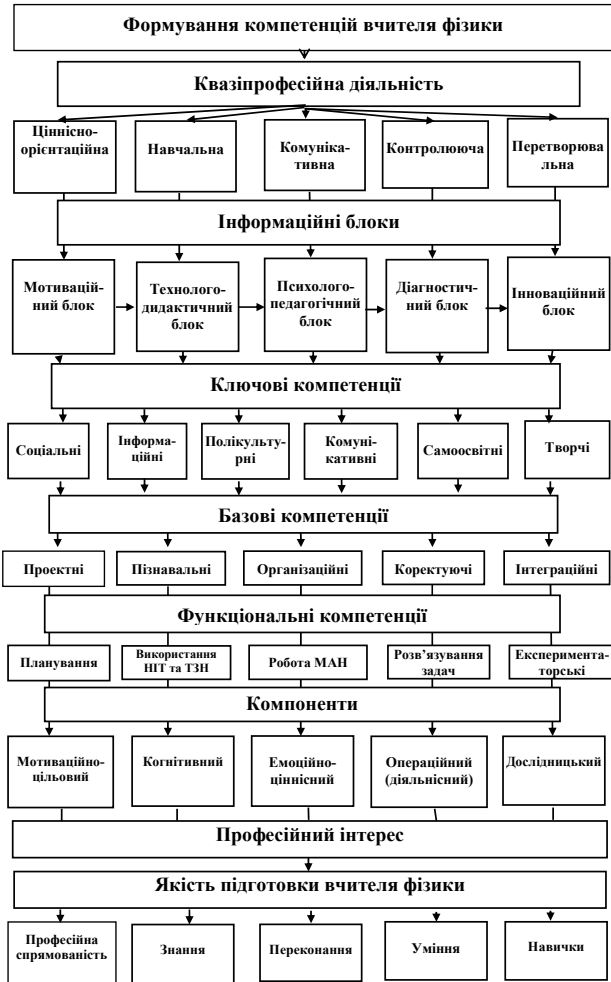 Формування компетенцій вчителя фізики
Квазіпрофесійна діяльність
Ціннісно-
орієнтаційна
Навчальна
Комуніка-
тивна
Контролююча
Перетворюва
льна
Інформаційні блоки
Мотивацій-
ний блок
Технолого-
дидактичний
блок
Психолого-
педагогічний
блок
Діагностич-
ний блок
Інноваційний
блок
Ключові компетенції
Соціальні
Інформа-
ційні
Полікульту-
рні
Комуні-
кативні
Самоосвітні
Творчі
Базові компетенції
Проектні
Пізнавальні
Організаційні
Коректуючі
Інтеграційні
Функціональні компетенції
Планування
Використання
НІТ та ТЗН
Робота МАН
Розв’язування
задач
Експеримента-
торські
Компоненти
Мотиваційно-
цільовий
Когнітивний
Емоційно-
ціннісний
Операційний
(діяльнісний)
Дослідницький
Професійний інтерес
Якість підготовки вчителя фізики
Професійна
спрямованість
Знання
Переконання
Уміння
Навички